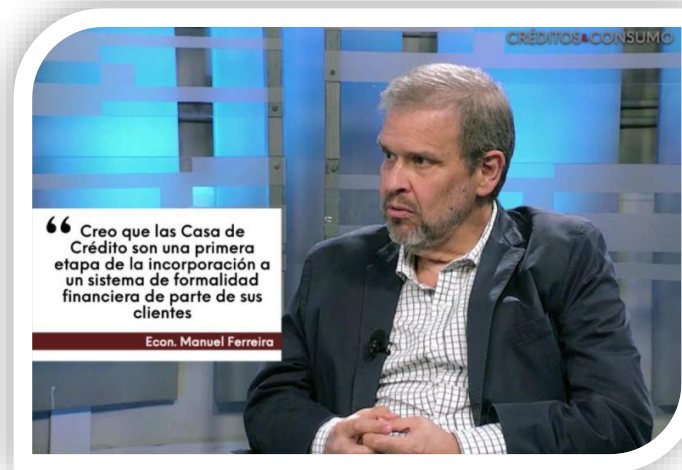 CRÉDITOS&CONSUMO
“ Creo que las Casa de
Crédito son una primera
etapa de la incorporación a
un sistema de formalidad
financiera de parte de sus
clientes
Econ. Manuel Ferreira